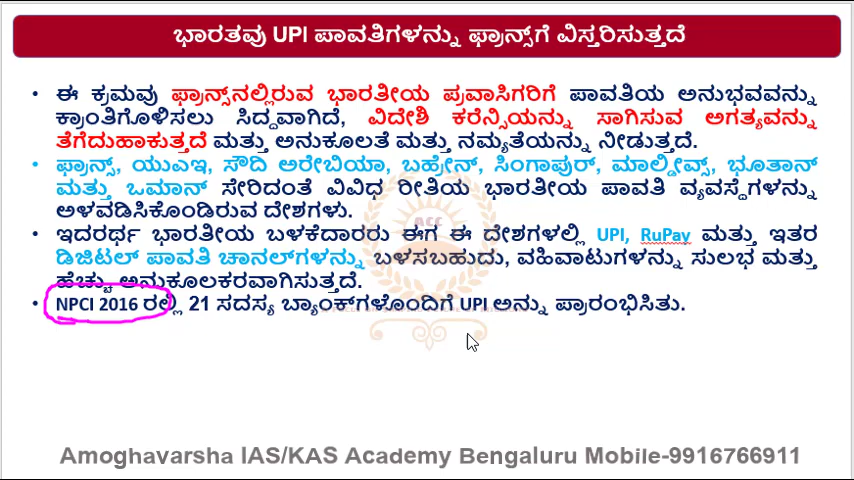 ಭಾರತವು UPI ಪಾವತಿಗಳನ್ನು ಫ್ರಾನ್ಸ್‌ಗೆ ವಿಸ್ತರಿಸುತ್ತದೆ
• ಈ ಕ್ರಮವು ಫ್ರಾನ್ಸ್‌ನಲ್ಲಿರುವ ಭಾರತೀಯ ಪ್ರವಾಸಿಗರಿಗೆ ಪಾವತಿಯ ಅನುಭವವನ್ನು
ಕ್ರಾಂತಿಗೊಳಿಸಲು ಸಿದ್ಧವಾಗಿದೆ, ವಿದೇಶಿ ಕರೆನ್ಸಿಯನ್ನು ಸಾಗಿಸುವ ಅಗತ್ಯವನ್ನು
ತೆಗೆದುಹಾಕುತ್ತದೆ ಮತ್ತು ಅನುಕೂಲತೆ ಮತ್ತು ನಮ್ಯತೆಯನ್ನು ನೀಡುತ್ತದೆ.
• ಫ್ರಾನ್ಸ್, ಯುಎಇ, ಸೌದಿ ಅರೇಬಿಯಾ, ಬಹ್ರೇನ್, ಸಿಂಗಾಪುರ್, ಮಾಲ್ಡೀವ್ಸ್, ಭೂತಾನ್
ಮತ್ತು ಒಮಾನ್ ಸೇರಿದಂತೆ ವಿವಿಧ ರೀತಿಯ ಭಾರತೀಯ ಪಾವತಿ ವ್ಯವಸ್ಥೆಗಳನ್ನು
ಅಳವಡಿಸಿಕೊಂಡಿರುವ ದೇಶಗಳು.
• ಇದರರ್ಥ ಭಾರತೀಯ ಬಳಕೆದಾರರು ಈಗ ಈ ದೇಶಗಳಲ್ಲಿ UPI, RuPay ಮತ್ತು ಇತರ
ಡಿಜಿಟಲ್ ಪಾವತಿ ಚಾನಲ್‌ಗಳನ್ನು ಬಳಸಬಹುದು, ವಹಿವಾಟುಗಳನ್ನು ಸುಲಭ ಮತ್ತು
ಹೆಚ್ಚು ಅನುಕೂಲಕರವಾಗಿಸುತ್ತದೆ.
• NPCI 2016 ರಲ್ಲಿ 21 ಸದಸ್ಯ ಬ್ಯಾಂಕ್‌ಗಳೊಂದಿಗೆ UPI ಅನ್ನು ಪ್ರಾರಂಭಿಸಿತು.
ACC
Amoghavarsha IAS/KAS Academy Bengaluru Mobile-9916766911